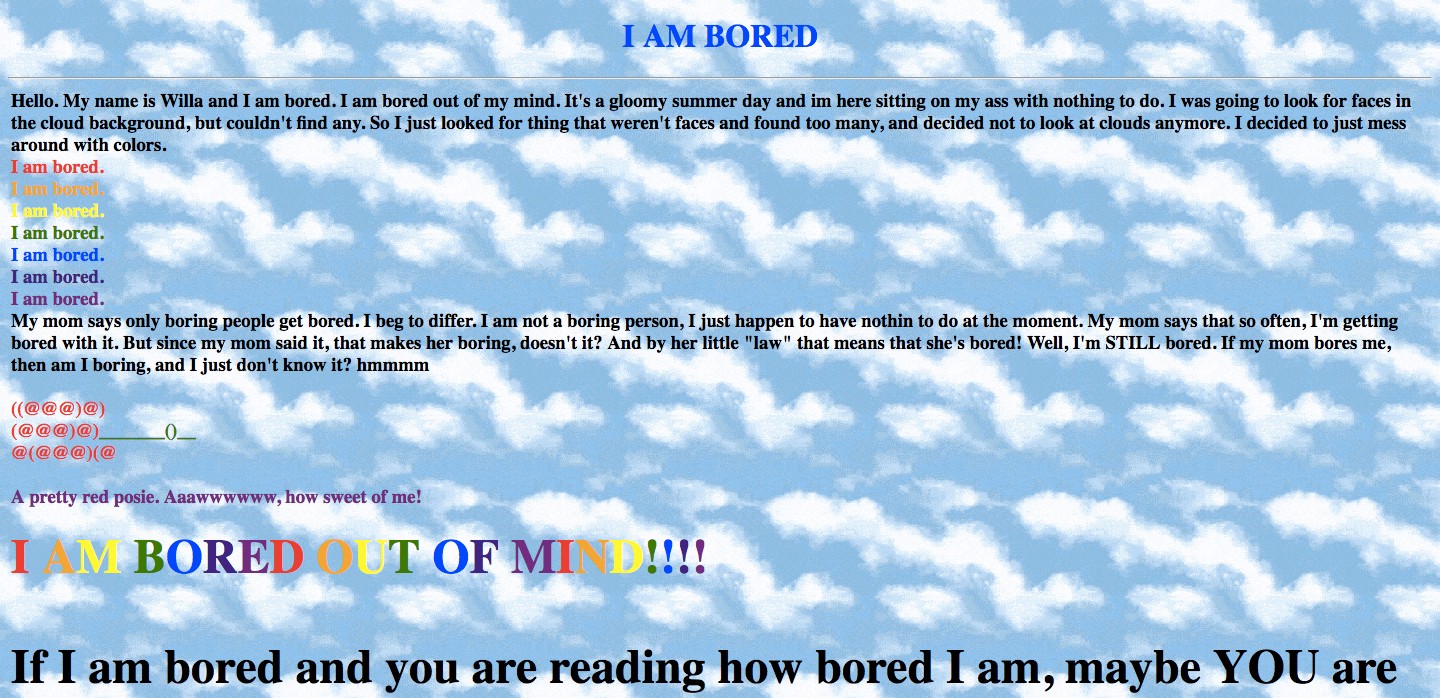 I AM BORED
Hello. My name is Willa and I am bored. I am bored out of my mind. It's a gloomy summer day and im here sitting on my ass with nothing to do. I was going to look for faces in
the cloud background, but couldn't find any. So I just looked for thing that weren't faces and found too many, and decided not to look at clouds anymore. I decided to just mess
around with colors.
I am bored.
I am bored.
I am bored.
I am bored.
I am bored.
I am bored.
I am bored.
My mom says only boring people get bored. I beg to differ. I am not a boring person, I just happen to have nothin to do at the moment. My mom says that so often, I'm getting
bored with it. But since my mom said it, that makes her boring, doesn't it? And by her little "law" that means that she's bored! Well, I'm STILL bored. If my mom bores me,
then am I boring, and I just don't know it? hmmmm
((@@@)@)
(@@@)@)_______()__
@(@@@)(@
A pretty red posie. Aaawwwwww, how sweet of me!
I AM BORED OUT OF MIND!!!!
If I am bored and you are reading how bored I am, maybe YOU are